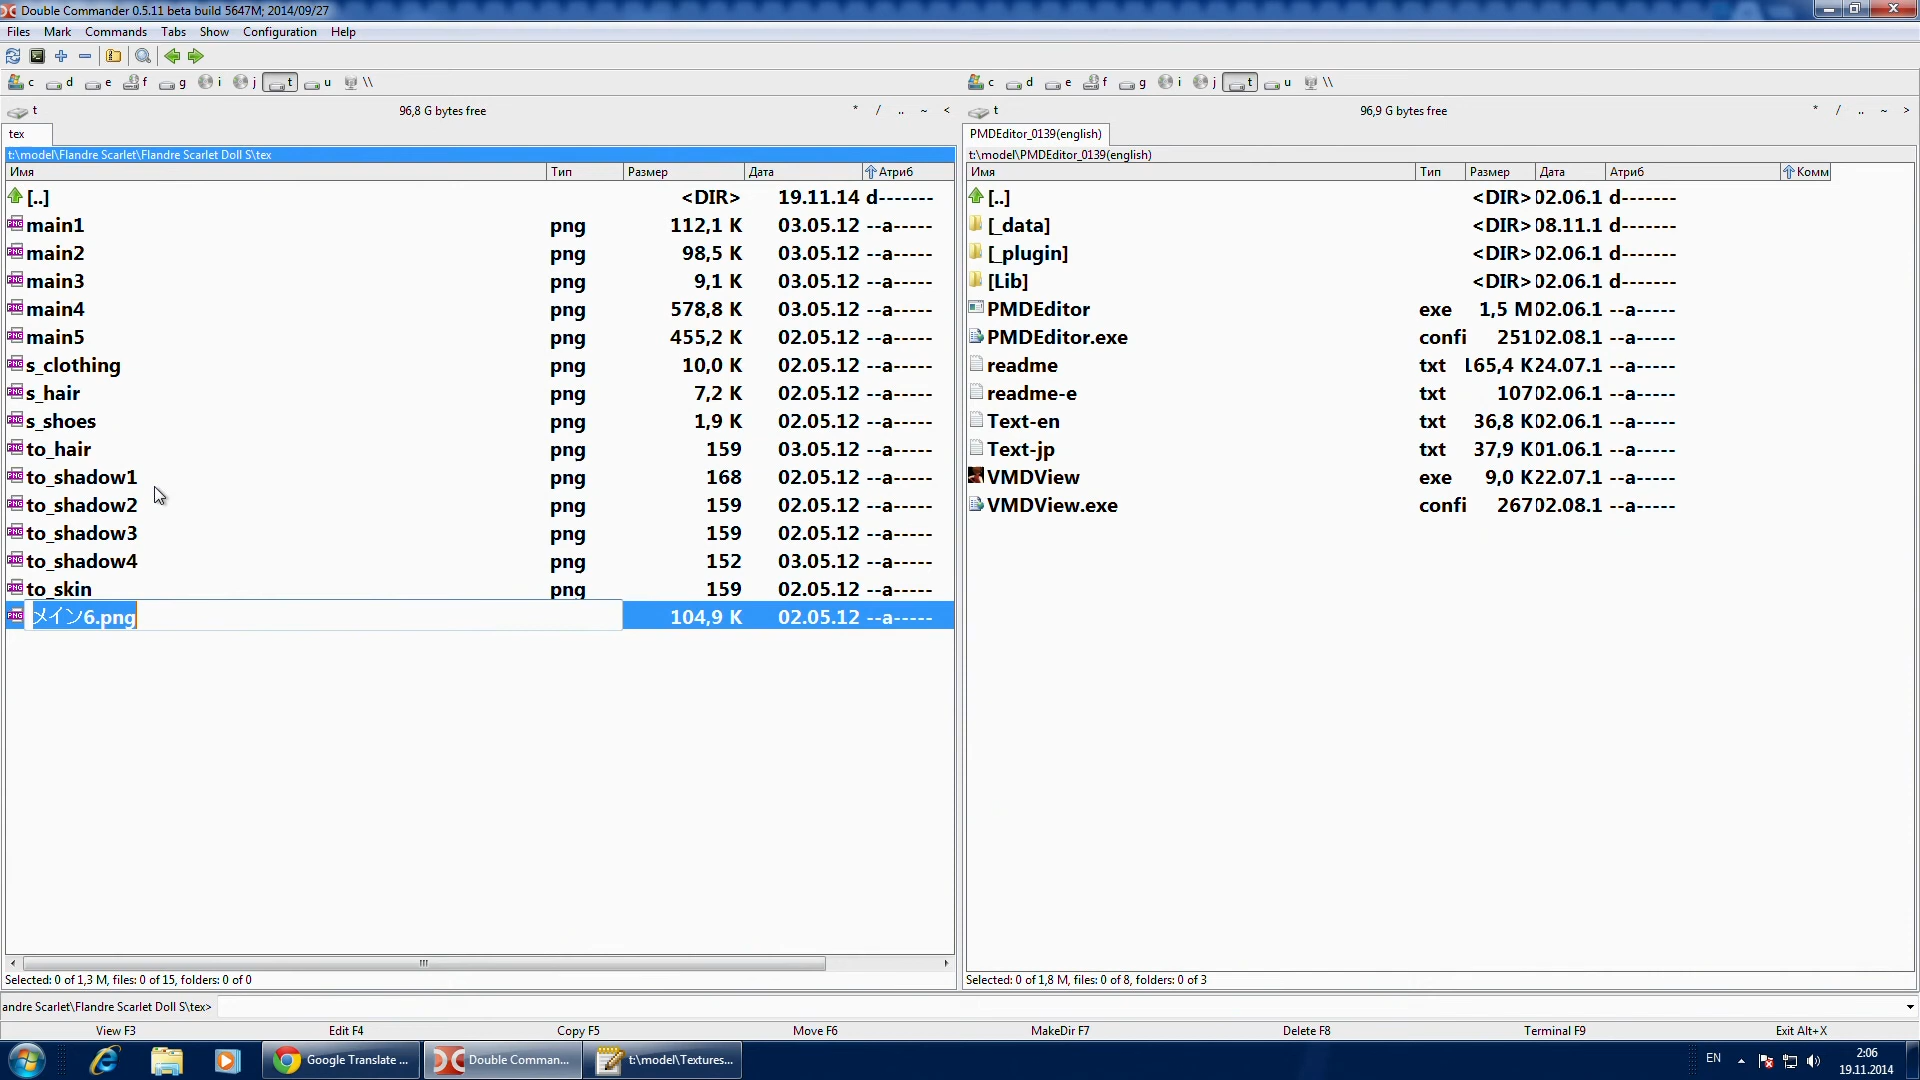 Double Commander 0.5.11 beta build 5647M; 2014/09/27
Files Mark Commands Tabs Show Configuration Help
c d e f g i j t u \\ c d e f g i j t u \\
t 96,8 G bytes free * / .. ~ < t 96,9 G bytes free * / .. ~ >
tex PMDEditor_0139(english)
t:\model\Flandre Scarlet\Flandre Scarlet Doll S\tex t:\model\PMDEditor_0139(english)
Имя Тип Размер Дата Атриб Имя Тип Размер Дата Атриб Комм
[..] <DIR> 19.11.14 d------- [..] <DIR> 02.06.1 d-------
main1 png 112,1 K 03.05.12 --a----- [_data] <DIR> 08.11.1 d-------
main2 png 98,5 K 03.05.12 --a----- [_plugin] <DIR> 02.06.1 d-------
main3 png 9,1 K 03.05.12 --a----- [Lib] <DIR> 02.06.1 d-------
main4 png 578,8 K 03.05.12 --a----- PMDEditor exe 1,5 M 02.06.1 --a-----
main5 png 455,2 K 02.05.12 --a----- PMDEditor.exe confi 251 02.08.1 --a-----
s_clothing png 10,0 K 02.05.12 --a----- readme txt 165,4 K 24.07.1 --a-----
s_hair png 7,2 K 02.05.12 --a----- readme-e txt 107 02.06.1 --a-----
s_shoes png 1,9 K 02.05.12 --a----- Text-en txt 36,8 K 02.06.1 --a-----
to_hair png 159 03.05.12 --a----- Text-jp txt 37,9 K 01.06.1 --a-----
to_shadow1 png 168 02.05.12 --a----- VMDView exe 9,0 K 22.07.1 --a-----
to_shadow2 png 159 02.05.12 --a----- VMDView.exe confi 267 02.08.1 --a-----
to_shadow3 png 159 02.05.12 --a-----
to_shadow4 png 152 03.05.12 --a-----
to_skin png 159 02.05.12 --a-----
メイン6.png 104,9 K 02.05.12 --a-----
Selected: 0 of 1,3 M, files: 0 of 15, folders: 0 of 0 Selected: 0 of 1,8 M, files: 0 of 8, folders: 0 of 3
andre Scarlet\Flandre Scarlet Doll S\tex>
View F3 Edit F4 Copy F5 Move F6 MakeDir F7 Delete F8 Terminal F9 Exit Alt+X
Google Translate ... Double Comman... t:\model\Textures... EN 2:06
19.11.2014